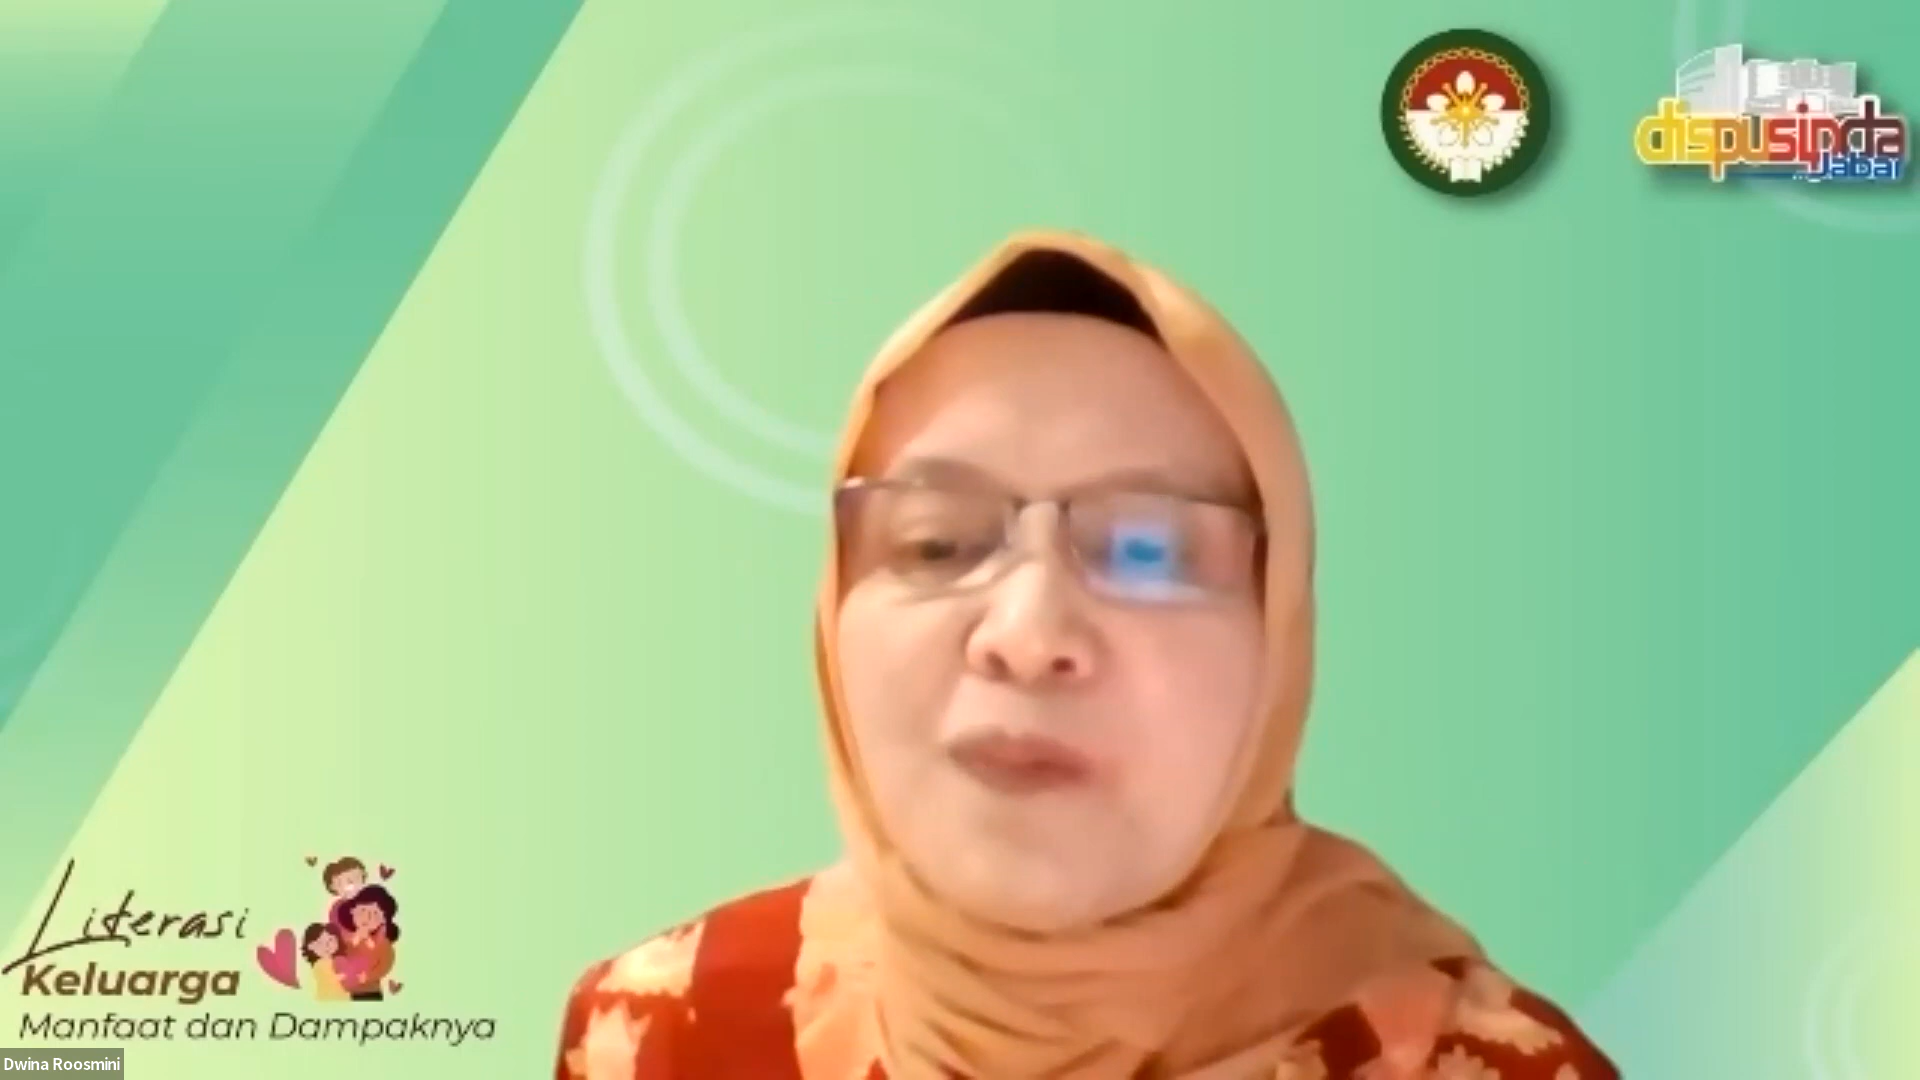 dispusipda
Jabar
Literasi
Keluarga
Manfaat dan Dampaknya
Dwina Roosmini